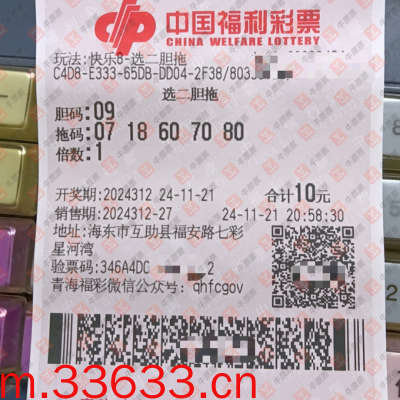 中国福利彩票
CHINA WELFARE LOTTERY
玩法:快乐8-选二胆拖
C4D8-E333-65DB-DD04-2F38/803J
选二胆拖
胆码: 09
拖码: 07 18 60 70 80
倍数: 1
开奖期:2024312 24-11-21 合计10元
销售期:2024312-27 24-11-21 20:58:30
地址:海东市互助县福安路七彩
星河湾
验票码:346A4DC 2
青海福彩微信公众号: qhfcgov
m.33633.cn